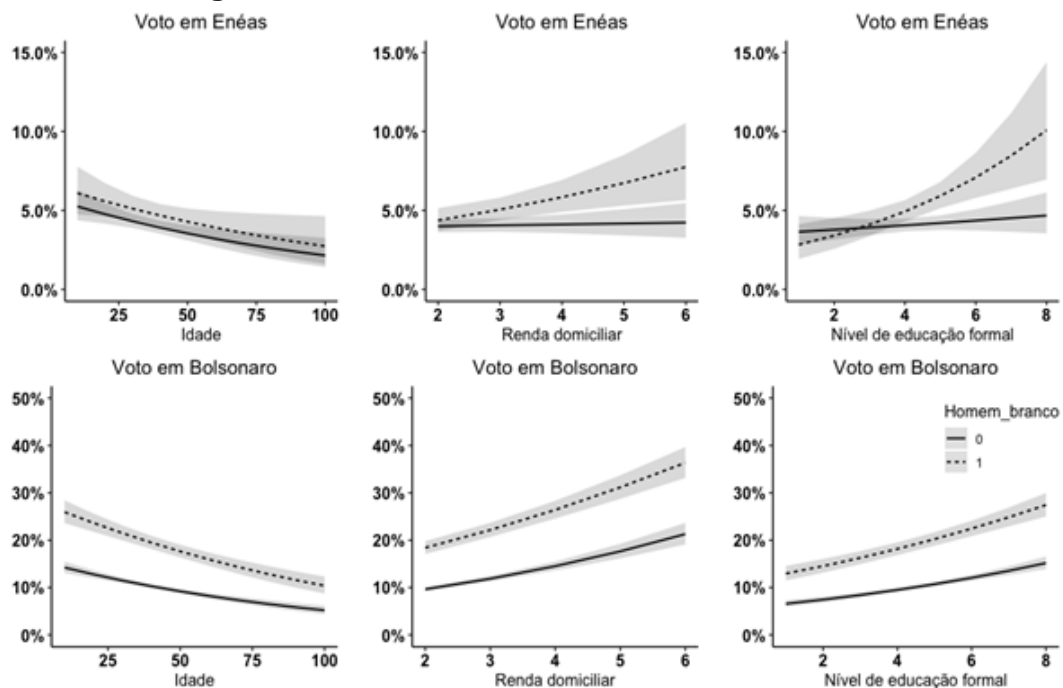 Voto em Enéas
Voto em Enéas
Voto em Enéas
15.0%
10.0%
5.0%
0.0%
25 50 75 100
Idade
15.0%
10.0%
5.0%
0.0%
2 3 4 5 6
Renda domiciliar
15.0%
10.0%
5.0%
0.0%
2 4 6 8
Nível de educação formal
Voto em Bolsonaro
Voto em Bolsonaro
Voto em Bolsonaro
50%
40%
30%
20%
10%
0%
25 50 75 100
Idade
50%
40%
30%
20%
10%
0%
2 3 4 5 6
Renda domiciliar
50%
40%
30%
20%
10%
0%
2 4 6 8
Nível de educação formal
Homem_branco
0
1